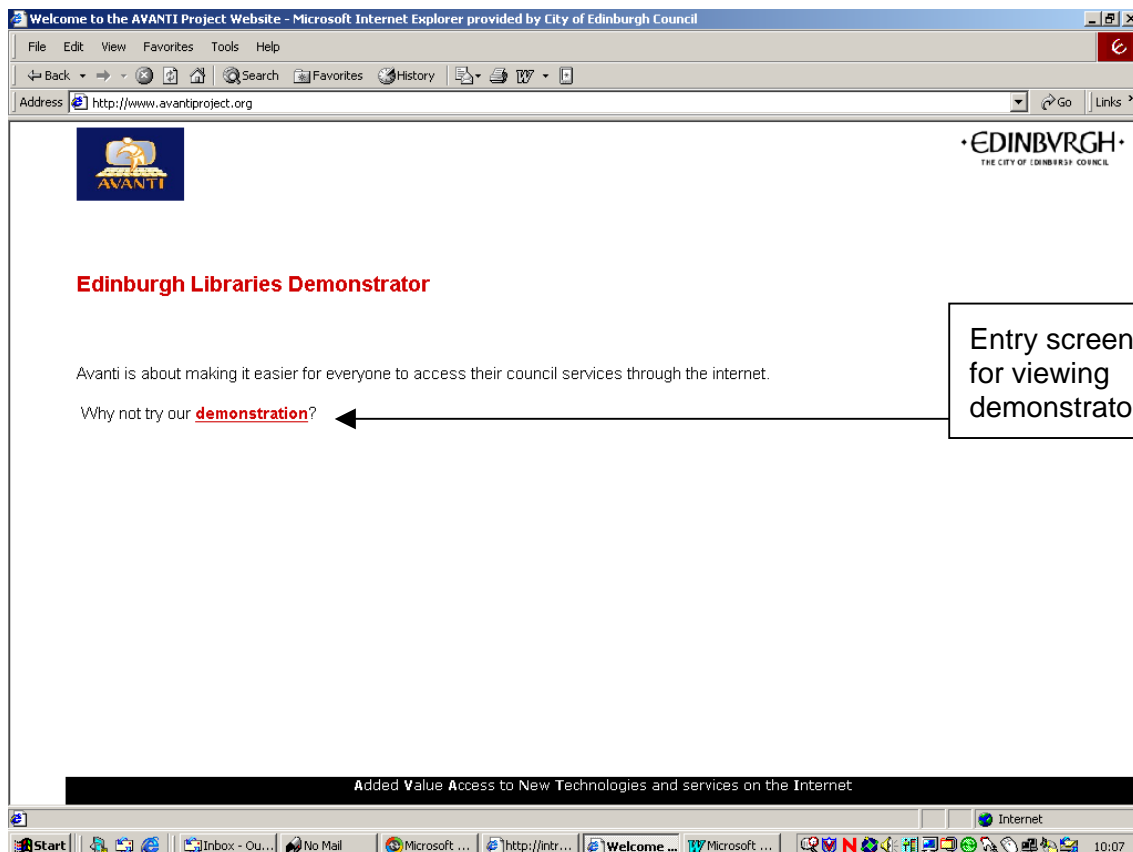 Welcome to the AVANTI Project Website - Microsoft Internet Explorer provided by City of Edinburgh Council
File Edit View Favorites Tools Help
Back Search Favorites History
Address http://www.avantiproject.org Go Links
AVANTI
·EDINBVRGH·
THE CITY OF EDINBURGH COUNCIL
Edinburgh Libraries Demonstrator
Entry screen
for viewing
demonstrato
Avanti is about making it easier for everyone to access their council services through the internet.
Why not try our demonstration?
Added Value Access to New Technologies and services on the Internet
Internet
Start Inbox - Ou... No Mail Microsoft ... http://intr... Welcome ... Microsoft ... 10:07